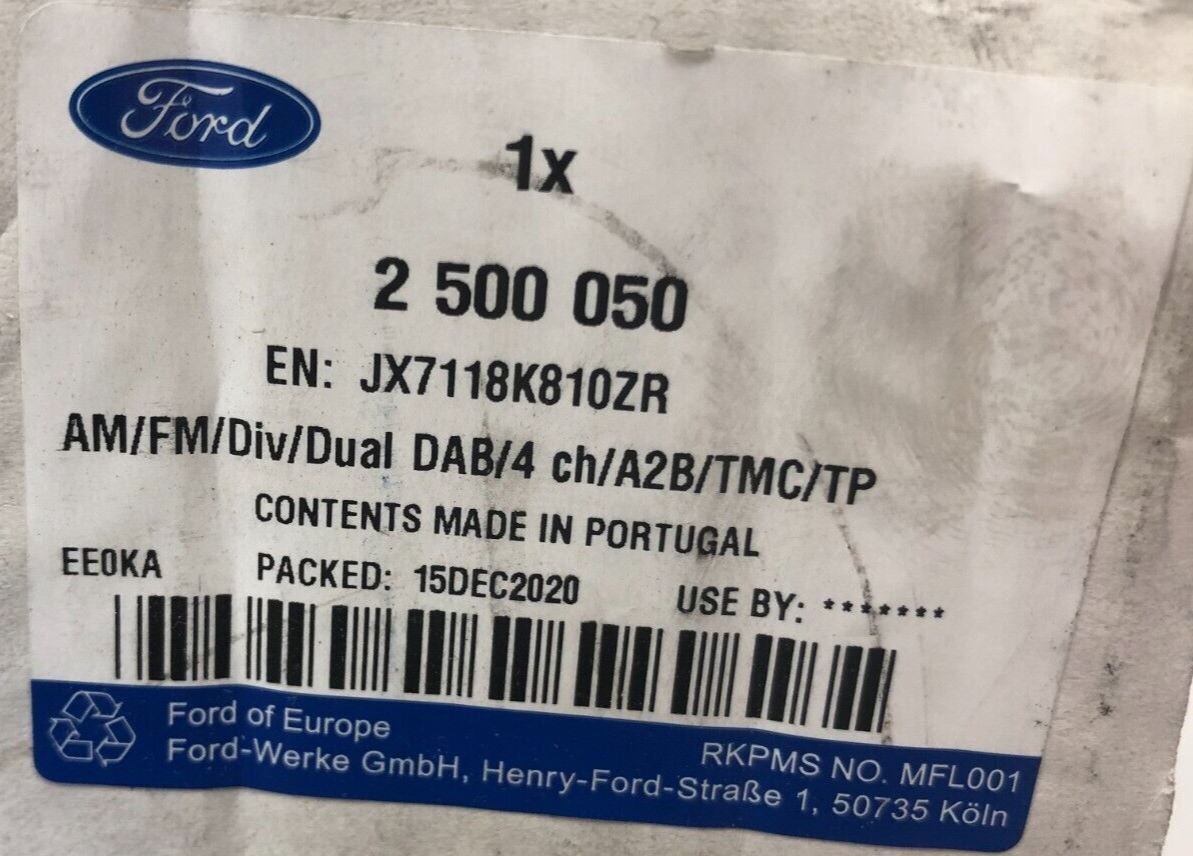 Ford
1x
2 500 050
EN: JX7118K810ZR
AM/FM/Div/Dual DAB/4 ch/A2B/TMC/TP
CONTENTS MADE IN PORTUGAL
EE0KA PACKED: 15DEC2020 USE BY: *******
Ford of Europe RKPMS NO. MFL001
Ford-Werke GmbH, Henry-Ford-Straße 1, 50735 Köln